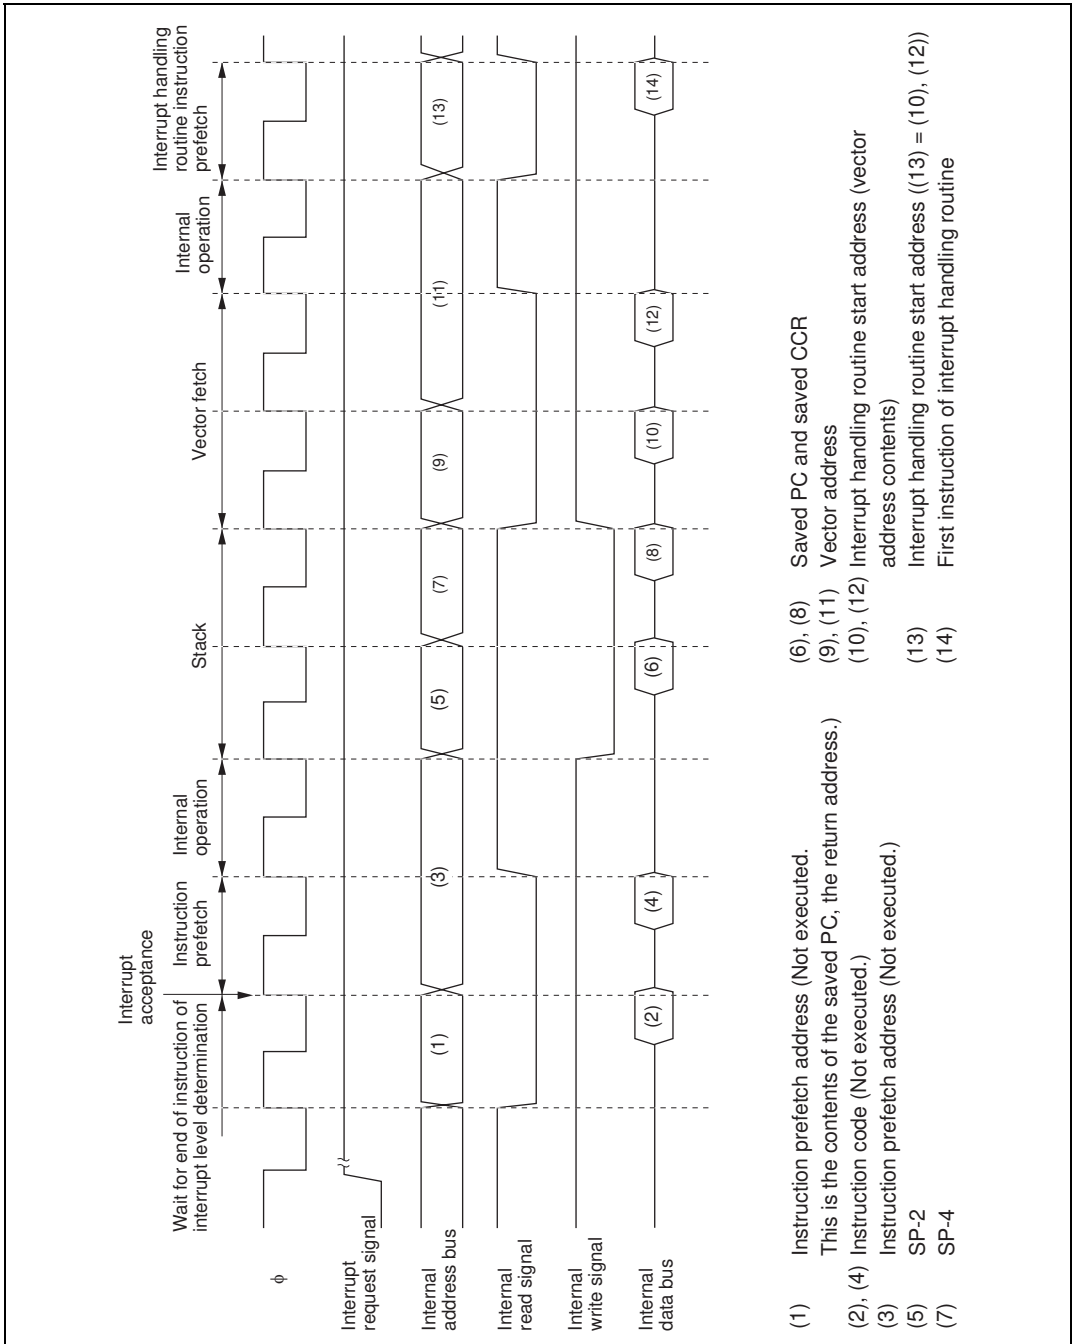 Interrupt
acceptance
Wait for end of instruction of
interrupt level determination
Instruction
prefetch
Internal
operation
Stack
Vector fetch
Internal
operation
Interrupt handling
routine instruction
prefetch
φ
Interrupt
request signal
Internal
address bus
(1)
(3)
(5)
(7)
(9)
(11)
(13)
Internal
read signal
Internal
write signal
Internal
data bus
(2)
(4)
(6)
(8)
(10)
(12)
(14)
(1) Instruction prefetch address (Not executed.
This is the contents of the saved PC, the return address.)
(2), (4) Instruction code (Not executed.)
(3) Instruction prefetch address (Not executed.)
(5) SP-2
(7) SP-4
(6), (8) Saved PC and saved CCR
(9), (11) Vector address
(10), (12) Interrupt handling routine start address (vector
address contents)
(13) Interrupt handling routine start address ((13) = (10), (12))
(14) First instruction of interrupt handling routine